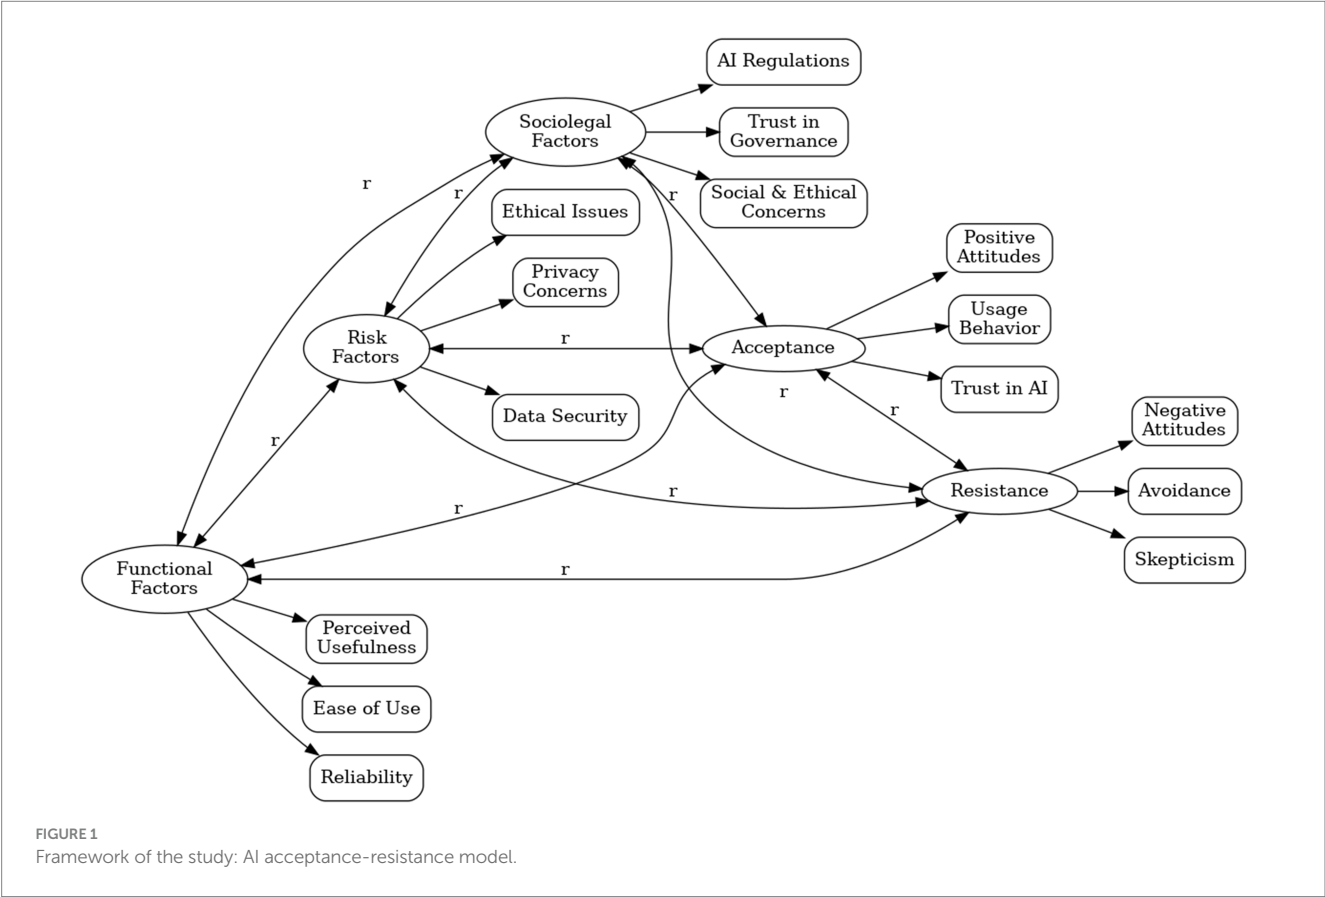 AI Regulations
Sociolegal
Factors
Trust in
Governance
r
r
r
Social & Ethical
Concerns
Ethical Issues
Positive
Attitudes
Privacy
Concerns
Usage
Behavior
Risk
Factors
r
Acceptance
Trust in AI
r
Data Security
r
Negative
Attitudes
r
r
Resistance
Avoidance
r
Skepticism
Functional
Factors
r
Perceived
Usefulness
Ease of Use
Reliability
FIGURE 1
Framework of the study: AI acceptance-resistance model.